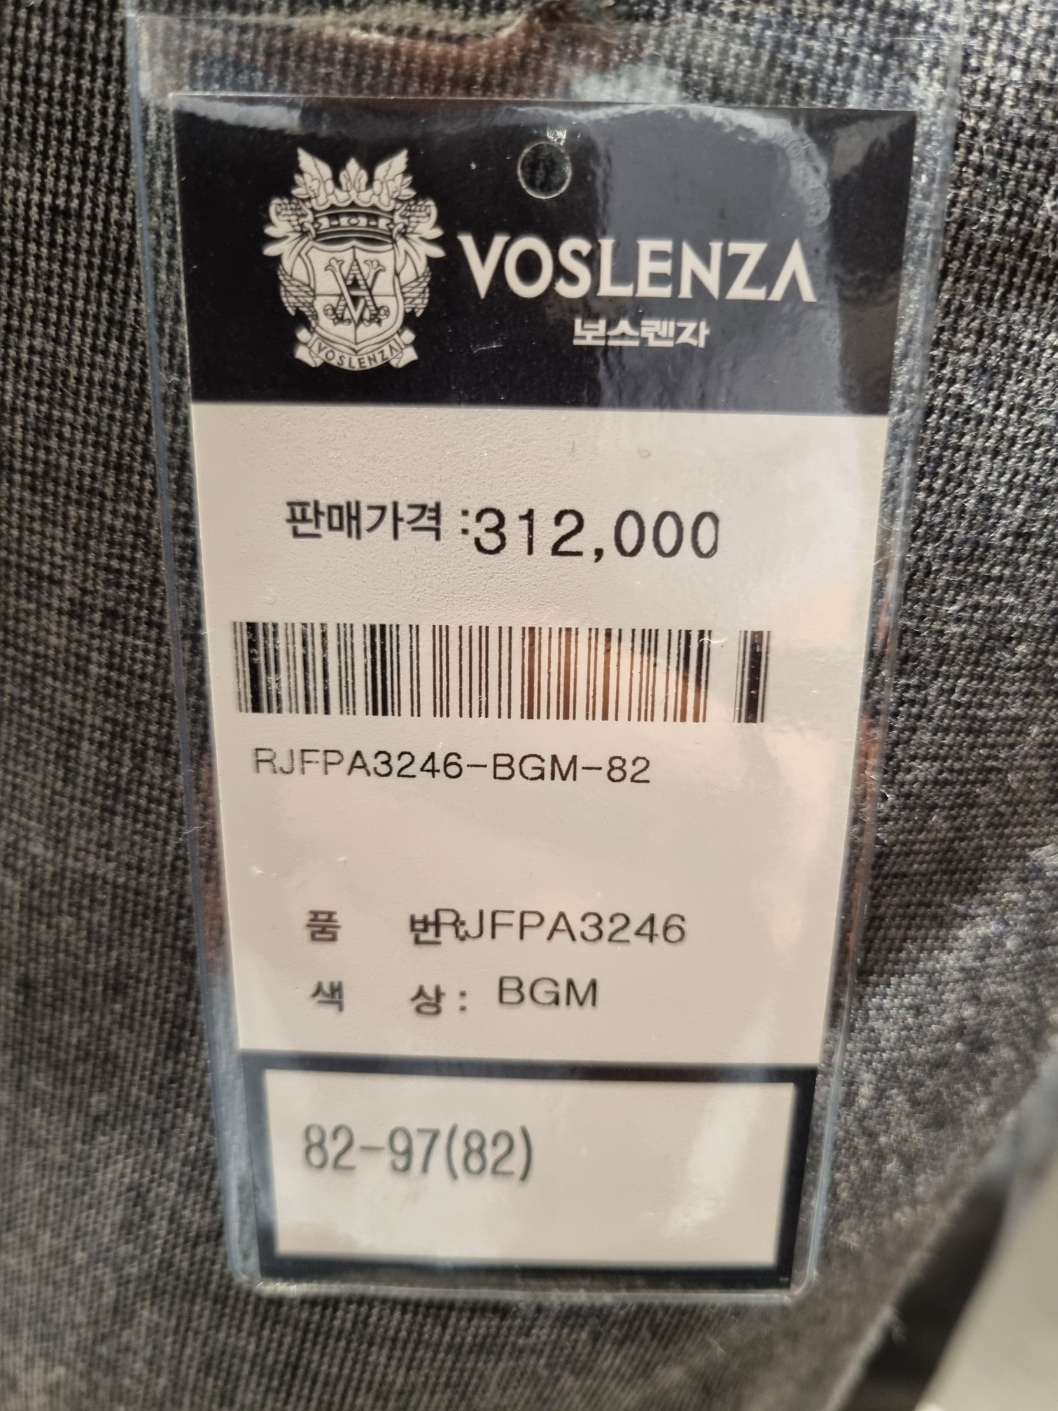 VOSLENZA
VOSLENZA
보스렌자
판매가격 :312,000
RJFPA3246-BGM-82
품 번:RJFPA3246
색 상: BGM
82-97(82)